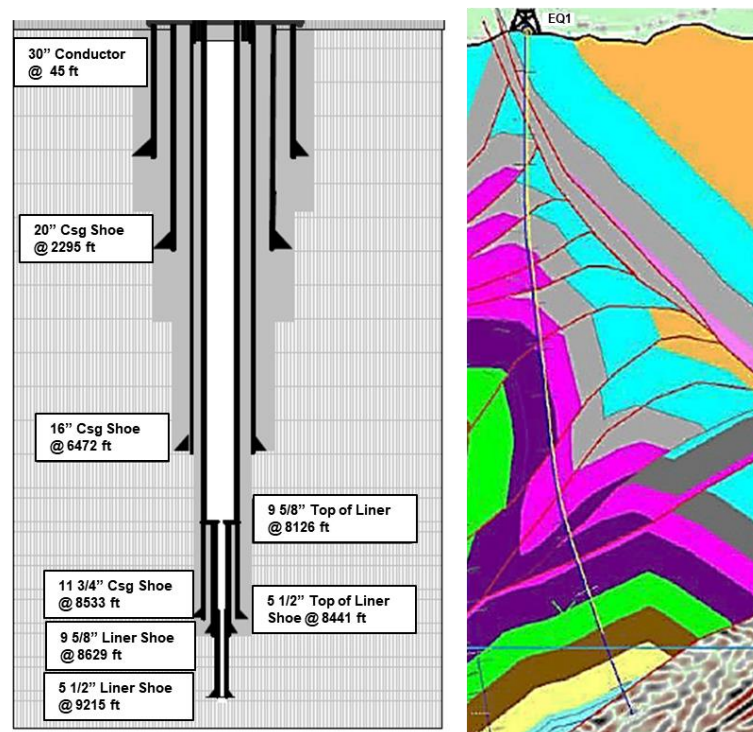 30” Conductor
@ 45 ft
20” Csg Shoe
@ 2295 ft
16” Csg Shoe
@ 6472 ft
9 5/8” Top of Liner
@ 8126 ft
11 3/4” Csg Shoe
@ 8533 ft
5 1/2” Top of Liner
Shoe @ 8441 ft
9 5/8” Liner Shoe
@ 8629 ft
5 1/2” Liner Shoe
@ 9215 ft
EQ1